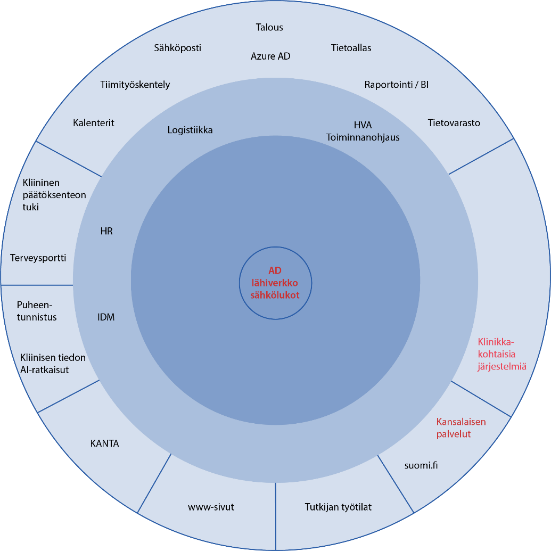 Talous
Sähköposti
Tietoallas
Azure AD
Tiimityöskentely
Raportointi / BI
Kalenterit
Tietovarasto
Logistiikka
HVA
Toiminnanohjaus
Kliininen
päätöksenteon
tuki
HR
Terveysportti
AD
lähiverkko
sähkölukot
Puheen-
tunnistus
IDM
Kliinisen tiedon
AI-ratkaisut
Klinikka-
kohtaisia
järjestelmiä
Kansalaisen
palvelut
KANTA
suomi.fi
www-sivut
Tutkijan työtilat